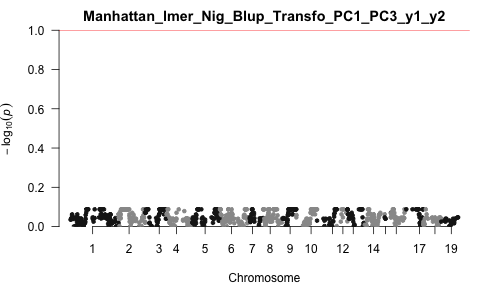 Manhattan_lmer_Nig_Blup_Transfo_PC1_PC3_y1_y2
1.0
0.8
0.6
0.4
0.2
0.0
− log10(p)
1 2 3 4 5 6 7 8 9 10 12 14 17 19
Chromosome